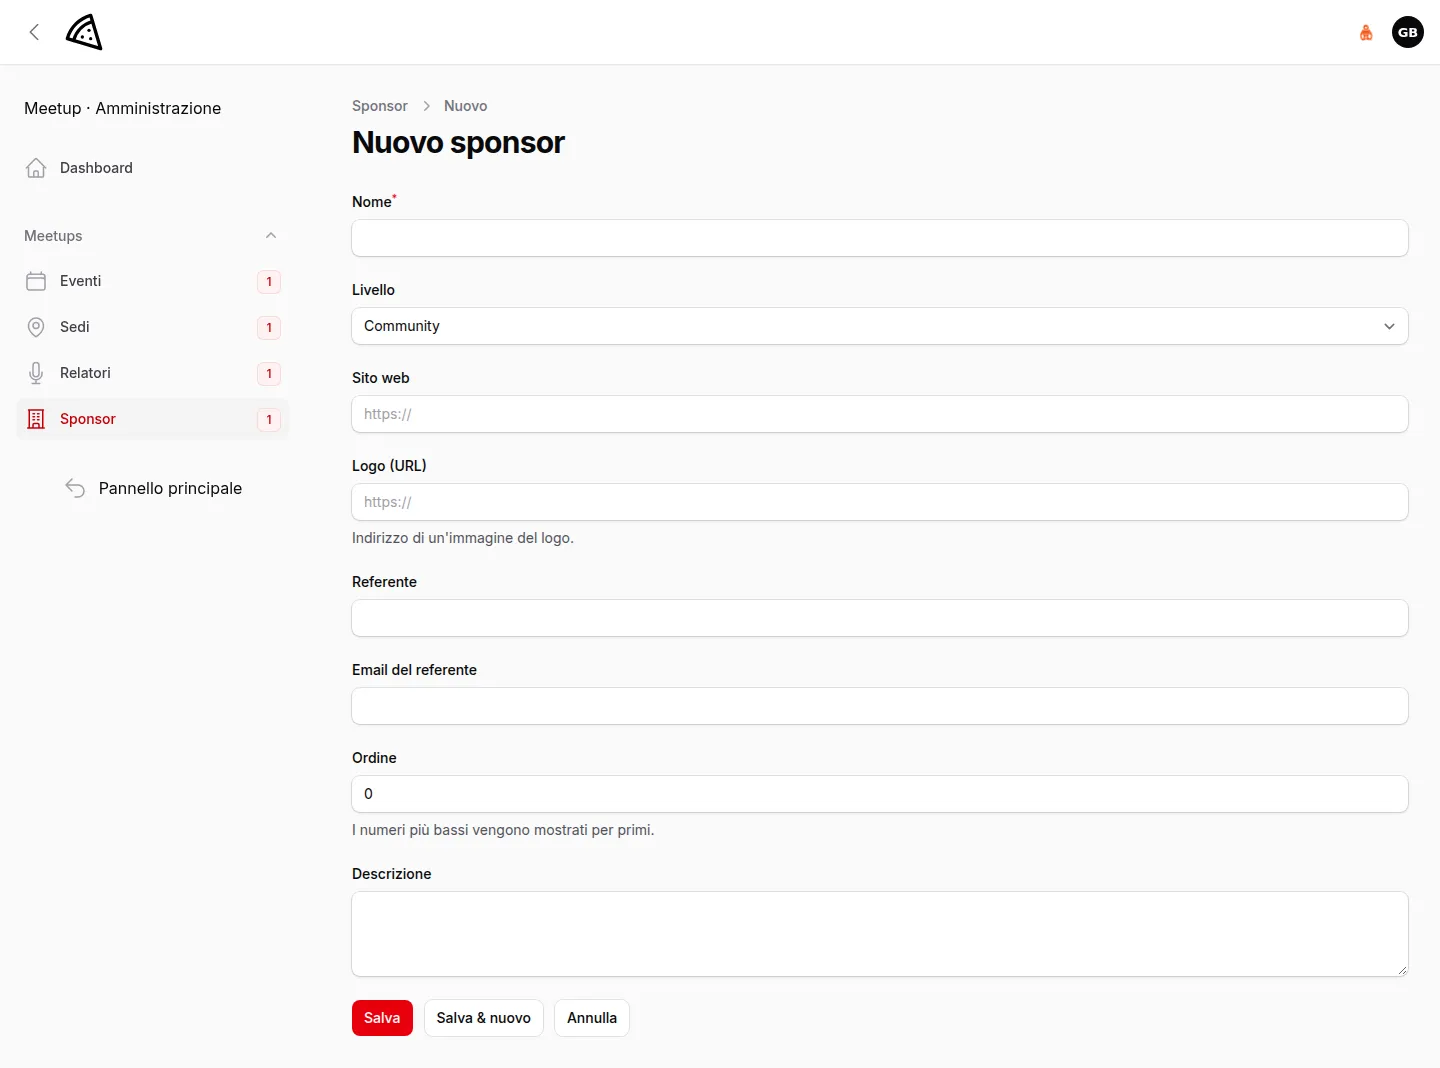 GB
Meetup · Amministrazione
Dashboard
Meetups
Eventi 1
Sedi 1
Relatori 1
Sponsor 1
Pannello principale
Sponsor > Nuovo
Nuovo sponsor
Nome*
Livello
Community
Sito web
https://
Logo (URL)
https://
Indirizzo di un'immagine del logo.
Referente
Email del referente
Ordine
0
I numeri più bassi vengono mostrati per primi.
Descrizione
Salva Salva & nuovo Annulla